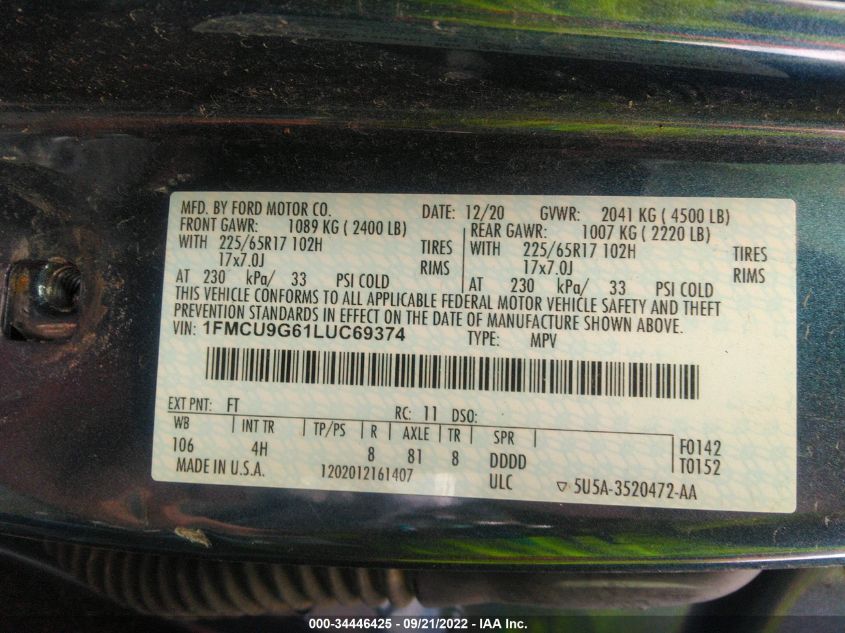 MFD. BY FORD MOTOR CO. DATE: 12/20 GVWR: 2041 KG ( 4500 LB)
FRONT GAWR: 1089 KG ( 2400 LB) REAR GAWR: 1007 KG ( 2220 LB)
WITH 225/65R17 102H TIRES WITH 225/65R17 102H TIRES
17x7.0J RIMS 17x7.0J RIMS
AT 230 kPa/ 33 PSI COLD AT 230 kPa/ 33 PSI COLD
THIS VEHICLE CONFORMS TO ALL APPLICABLE FEDERAL MOTOR VEHICLE SAFETY AND THEFT
PREVENTION STANDARDS IN EFFECT ON THE DATE OF MANUFACTURE SHOWN ABOVE.
VIN: 1FMCU9G61LUC69374 TYPE: MPV
EXT PNT: FT RC: 11 DSO:
WB INT TR TP/PS R AXLE TR SPR
106 4H 8 81 8 DDDD F0142
T0152
MADE IN U.S.A. 1202012161407 ULC ▽ 5U5A-3520472-AA
000-34446425 - 09/21/2022 - IAA Inc.